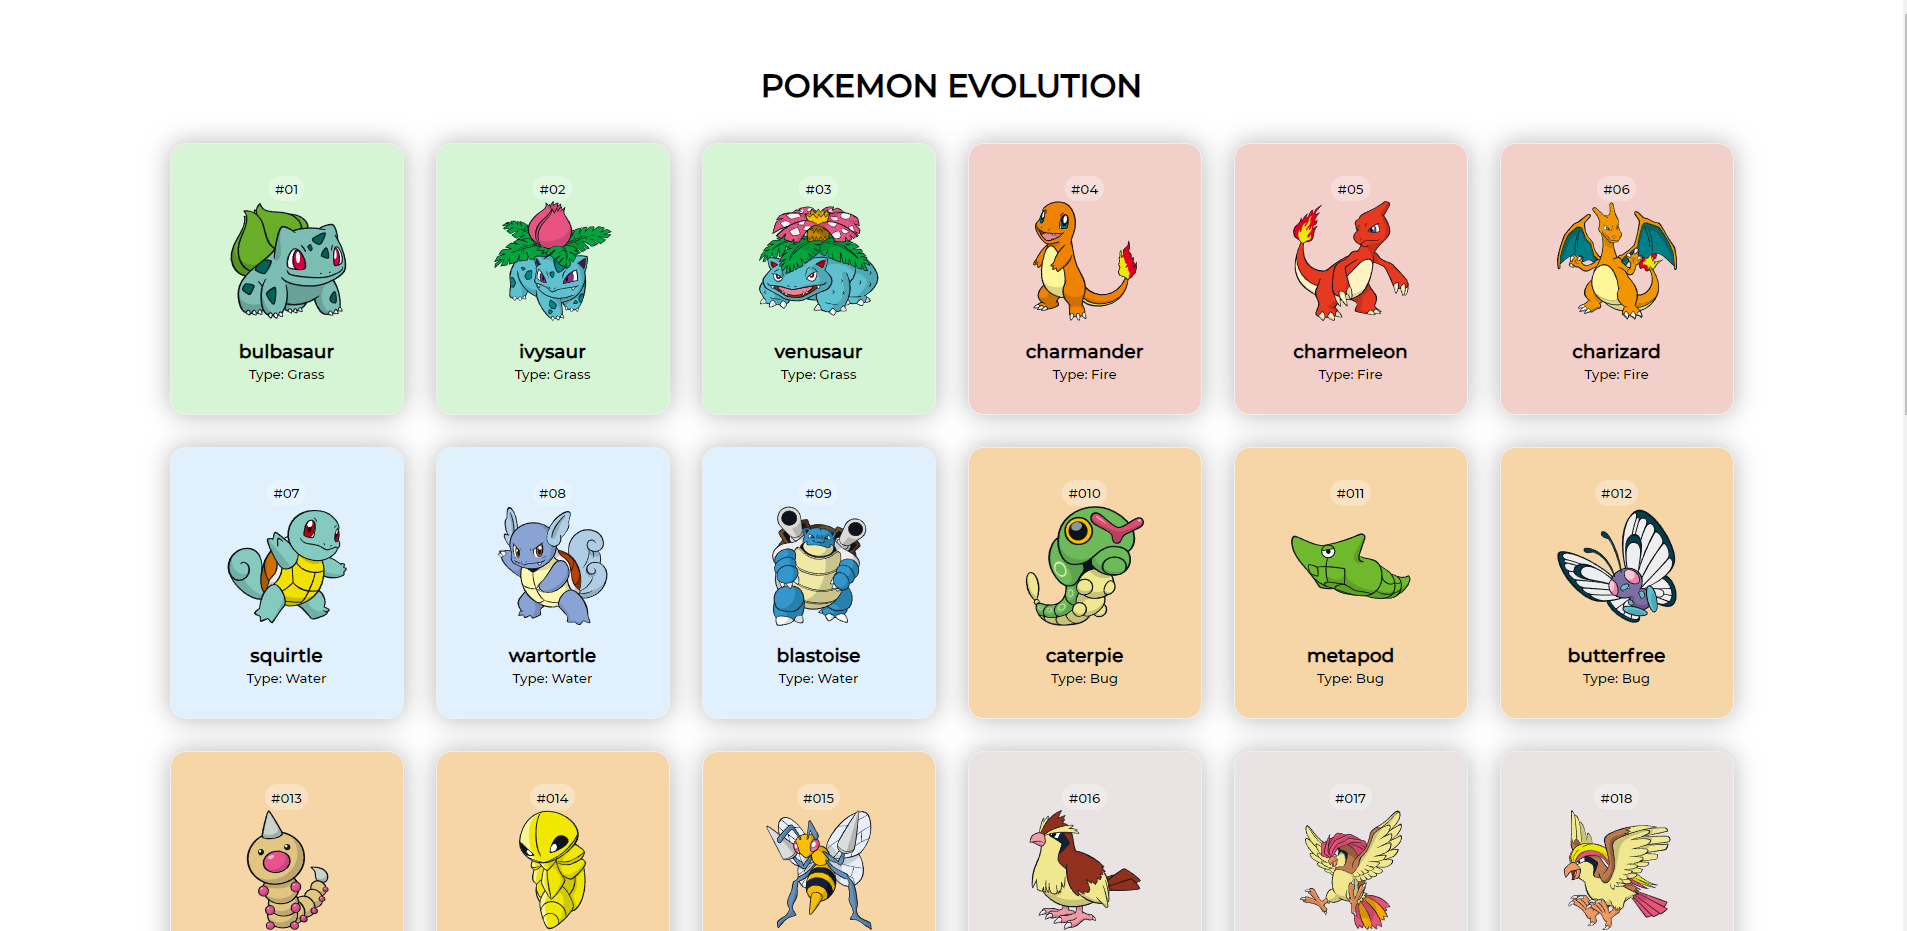 POKEMON EVOLUTION
#01
bulbasaur
Type: Grass
#02
ivysaur
Type: Grass
#03
venusaur
Type: Grass
#04
charmander
Type: Fire
#05
charmeleon
Type: Fire
#06
charizard
Type: Fire
#07
squirtle
Type: Water
#08
wartortle
Type: Water
#09
blastoise
Type: Water
#010
caterpie
Type: Bug
#011
metapod
Type: Bug
#012
butterfree
Type: Bug
#013
#014
#015
#016
#017
#018